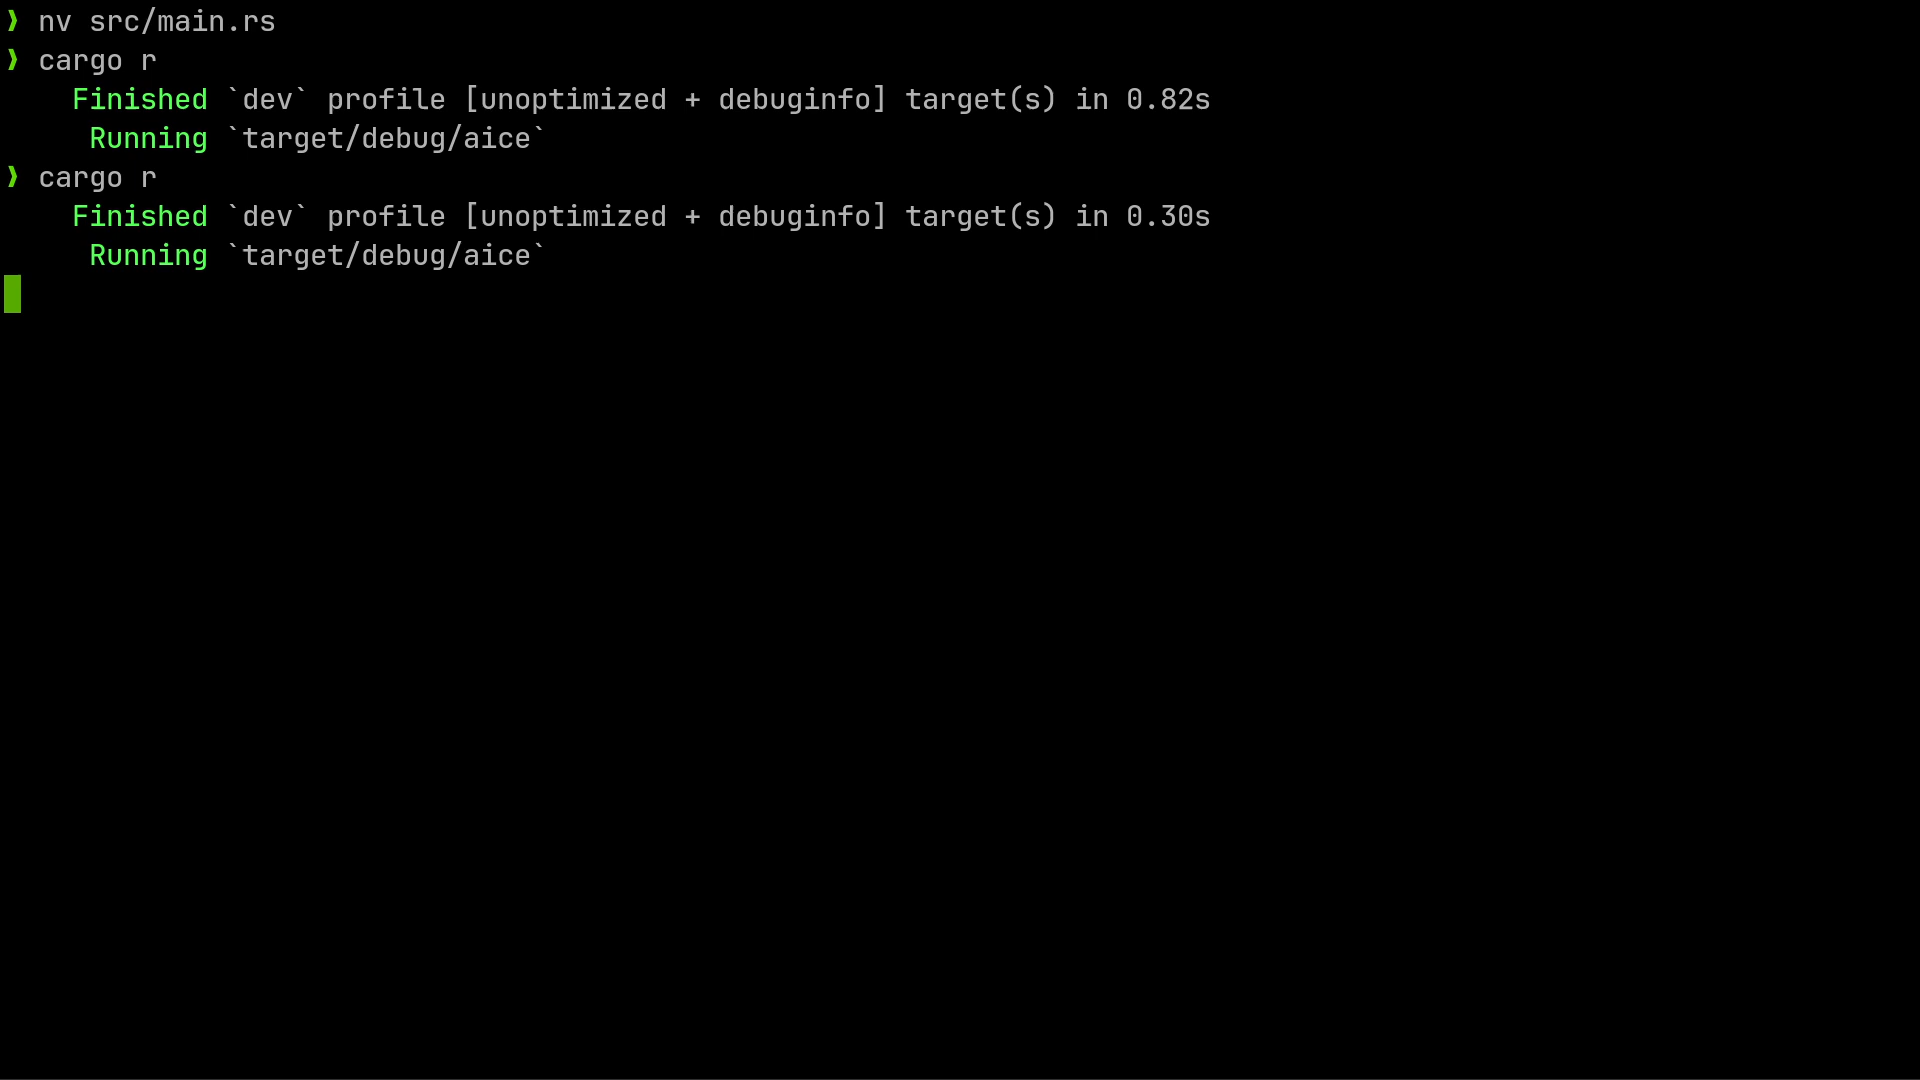 ❱ nv src/main.rs
❱ cargo r
    Finished `dev` profile [unoptimized + debuginfo] target(s) in 0.82s
     Running `target/debug/aice`
❱ cargo r
    Finished `dev` profile [unoptimized + debuginfo] target(s) in 0.30s
     Running `target/debug/aice`